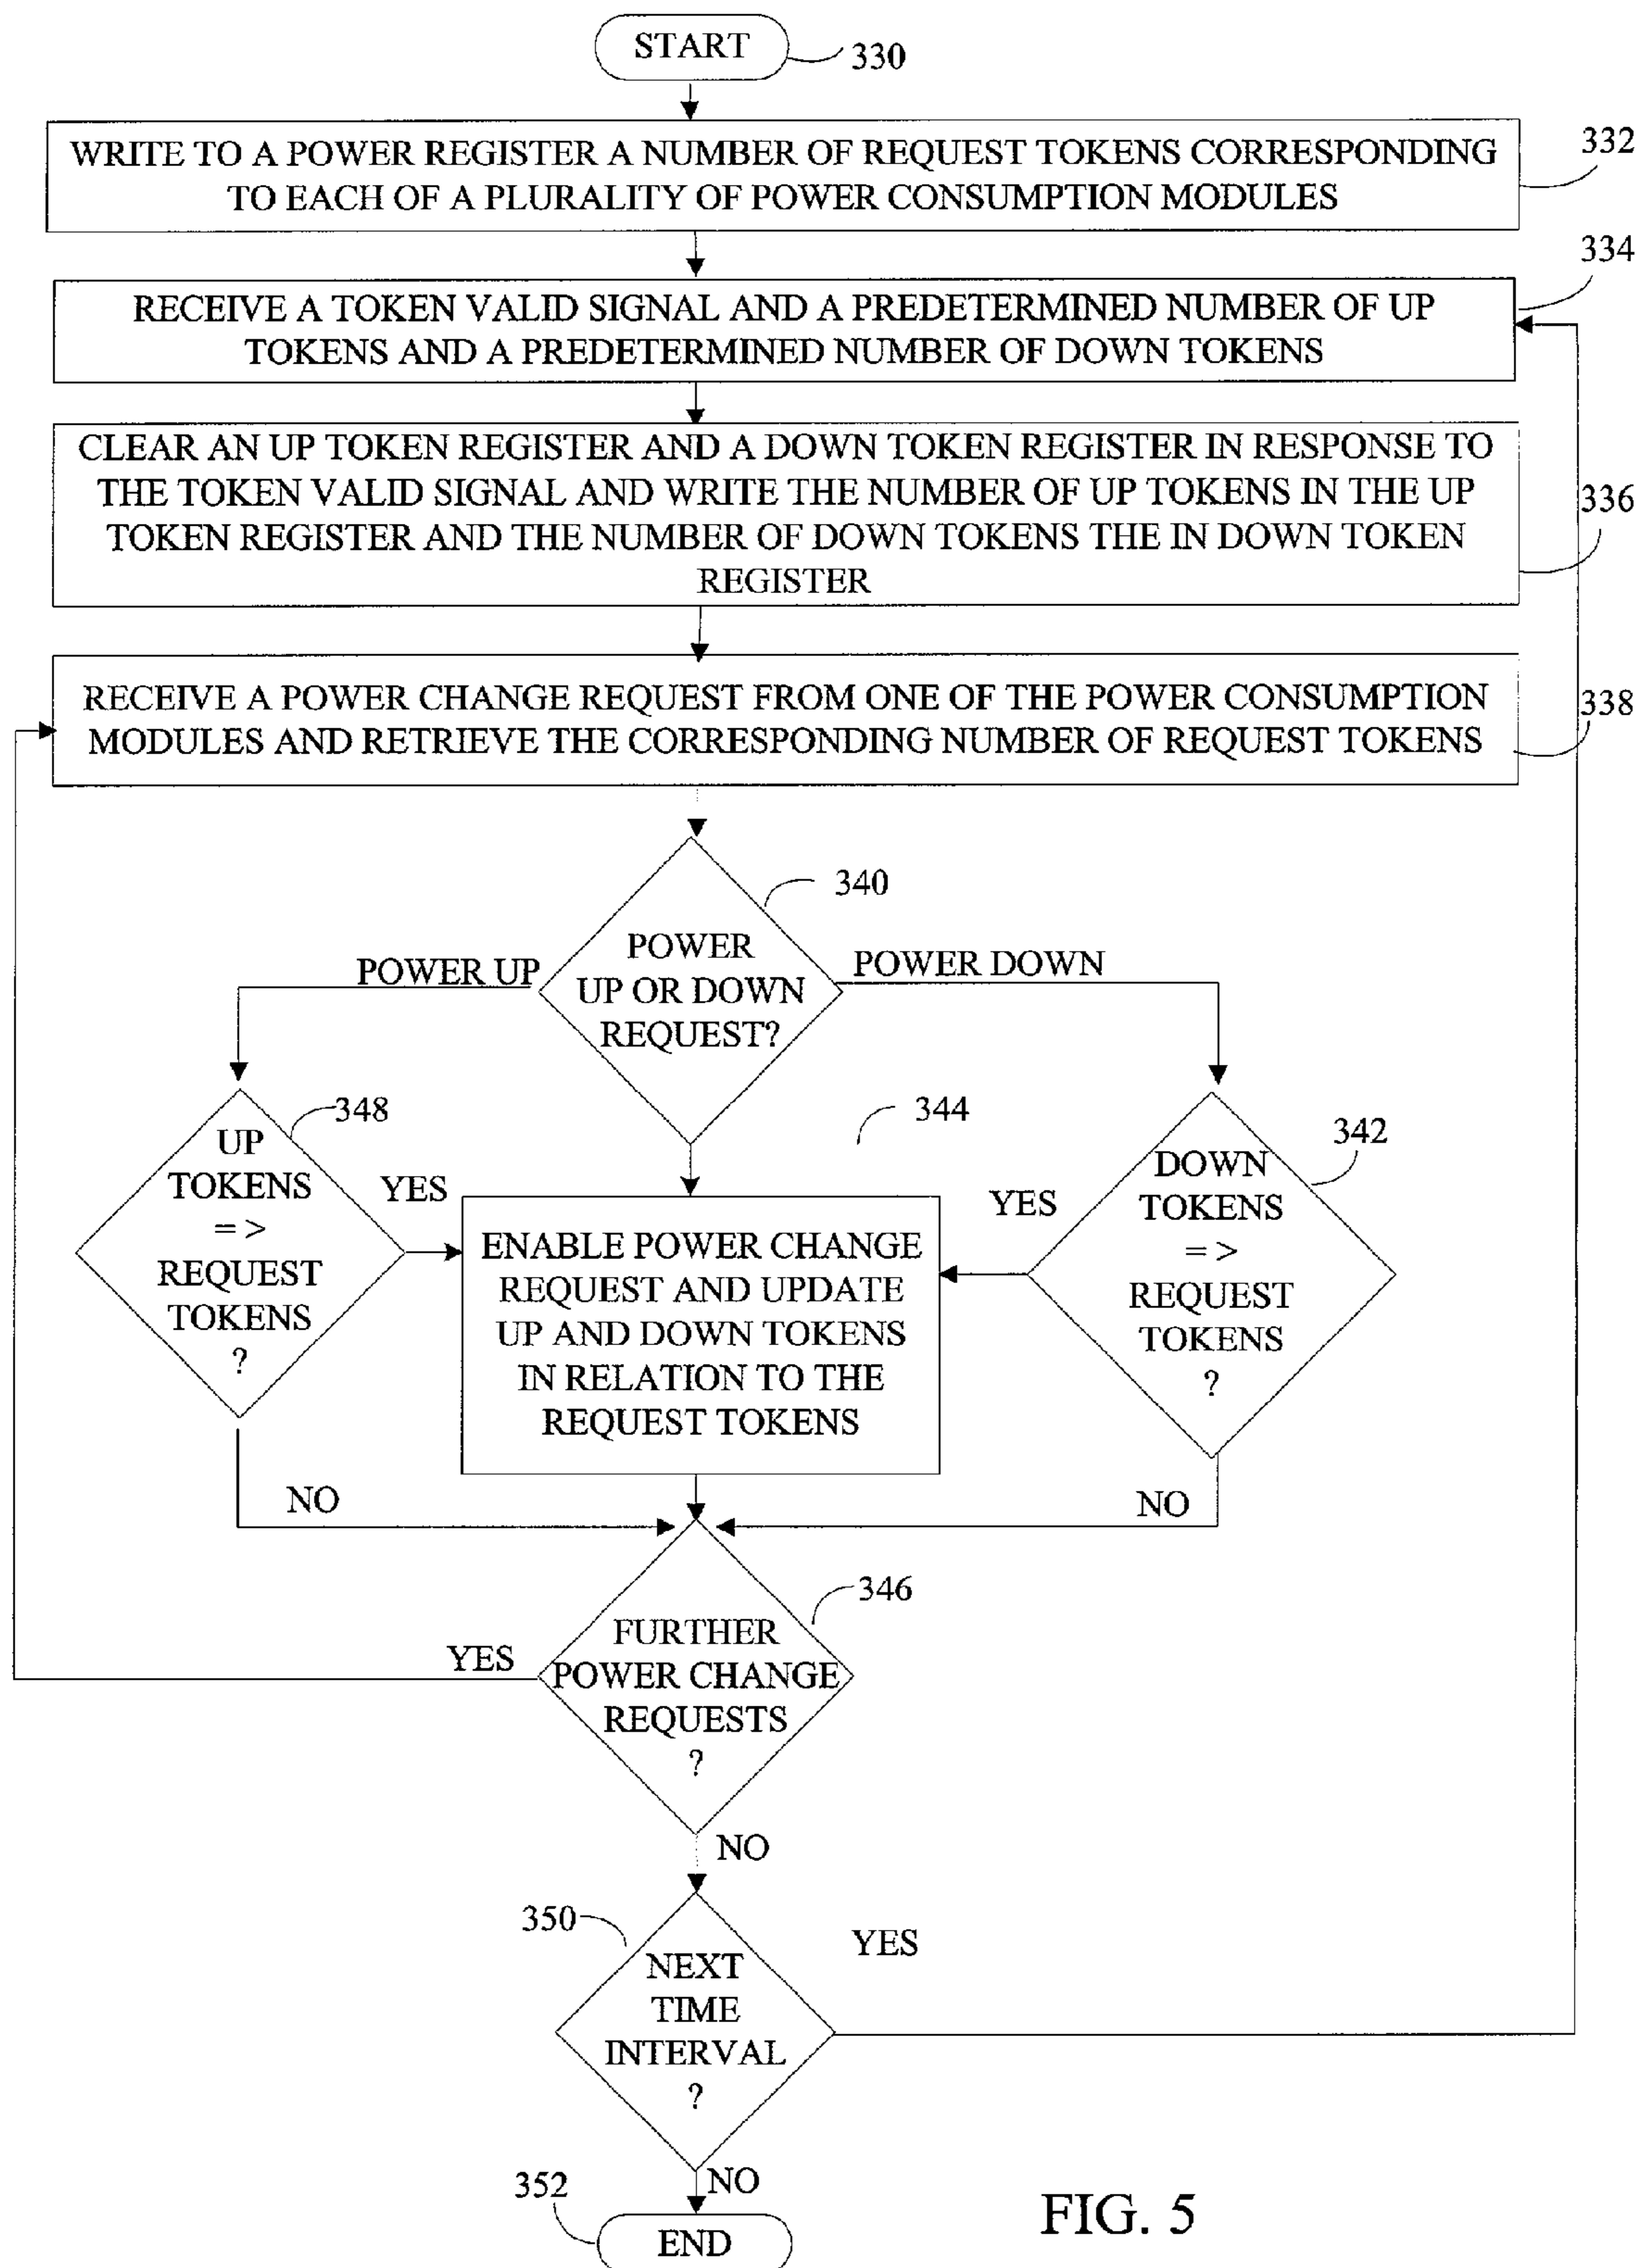 START
330
WRITE TO A POWER REGISTER A NUMBER OF REQUEST TOKENS CORRESPONDING
TO EACH OF A PLURALITY OF POWER CONSUMPTION MODULES
332
334
RECEIVE A TOKEN VALID SIGNAL AND A PREDETERMINED NUMBER OF UP
TOKENS AND A PREDETERMINED NUMBER OF DOWN TOKENS
CLEAR AN UP TOKEN REGISTER AND A DOWN TOKEN REGISTER IN RESPONSE TO
THE TOKEN VALID SIGNAL AND WRITE THE NUMBER OF UP TOKENS IN THE UP
TOKEN REGISTER AND THE NUMBER OF DOWN TOKENS THE IN DOWN TOKEN
REGISTER
336
RECEIVE A POWER CHANGE REQUEST FROM ONE OF THE POWER CONSUMPTION
MODULES AND RETRIEVE THE CORRESPONDING NUMBER OF REQUEST TOKENS
338
340
POWER
UP OR DOWN
REQUEST?
POWER UP
POWER DOWN
348
UP
TOKENS
= >
REQUEST
TOKENS
?
YES
344
ENABLE POWER CHANGE
REQUEST AND UPDATE
UP AND DOWN TOKENS
IN RELATION TO THE
REQUEST TOKENS
YES
342
DOWN
TOKENS
= >
REQUEST
TOKENS
?
NO
NO
346
FURTHER
POWER CHANGE
REQUESTS
?
YES
NO
350
NEXT
TIME
INTERVAL
?
YES
NO
352
END
FIG. 5